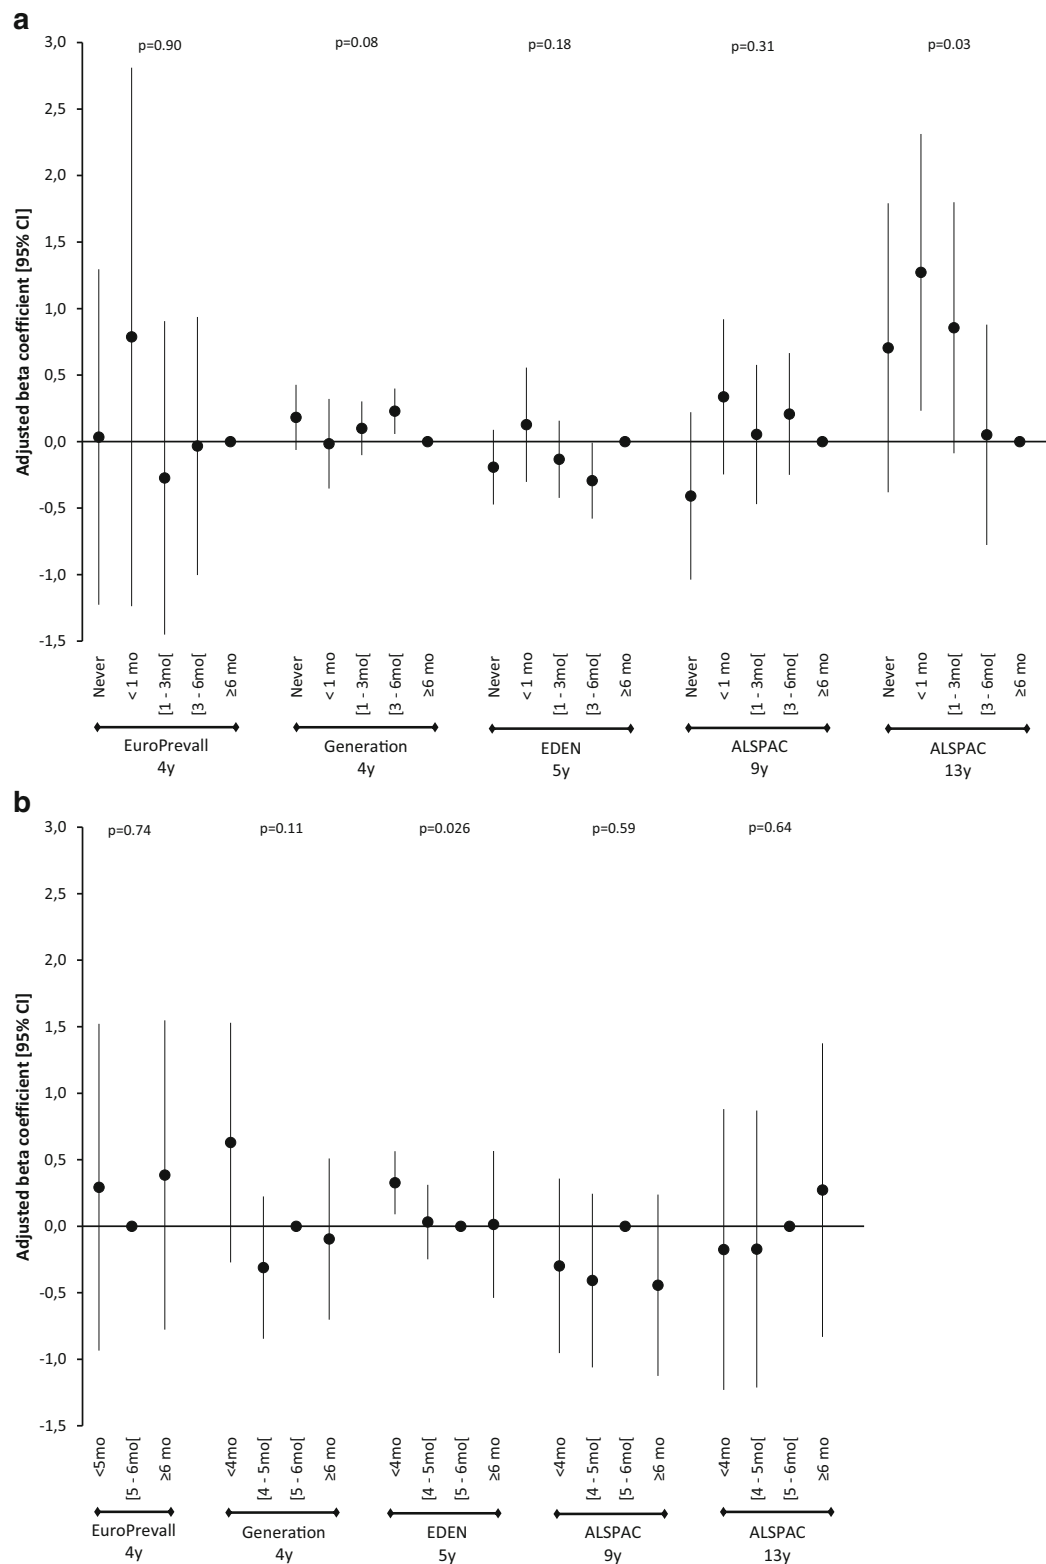 a
p=0.90 p=0.08 p=0.18 p=0.31 p=0.03
Adjusted beta coefficient [95% CI]
3,0
2,5
2,0
1,5
1,0
0,5
0,0
-0,5
-1,0
-1,5
Never < 1 mo [1 - 3mo[ [3 - 6mo[ ≥6 mo Never < 1 mo [1 - 3mo[ [3 - 6mo[ ≥6 mo Never < 1 mo [1 - 3mo[ [3 - 6mo[ ≥6 mo Never < 1 mo [1 - 3mo[ [3 - 6mo[ ≥6 mo Never < 1 mo [1 - 3mo[ [3 - 6mo[ ≥6 mo
EuroPrevall Generation EDEN ALSPAC ALSPAC
4y 4y 5y 9y 13y
b
p=0.74 p=0.11 p=0.026 p=0.59 p=0.64
Adjusted beta coefficient [95% CI]
3,0
2,5
2,0
1,5
1,0
0,5
0,0
-0,5
-1,0
-1,5
<5mo [5 - 6mo[ ≥6 mo <4mo [4 - 5mo[ [5 - 6mo[ ≥6 mo <4mo [4 - 5mo[ [5 - 6mo[ ≥6 mo <4mo [4 - 5mo[ [5 - 6mo[ ≥6 mo <4mo [4 - 5mo[ [5 - 6mo[ ≥6 mo
EuroPrevall Generation EDEN ALSPAC ALSPAC
4y 4y 5y 9y 13y